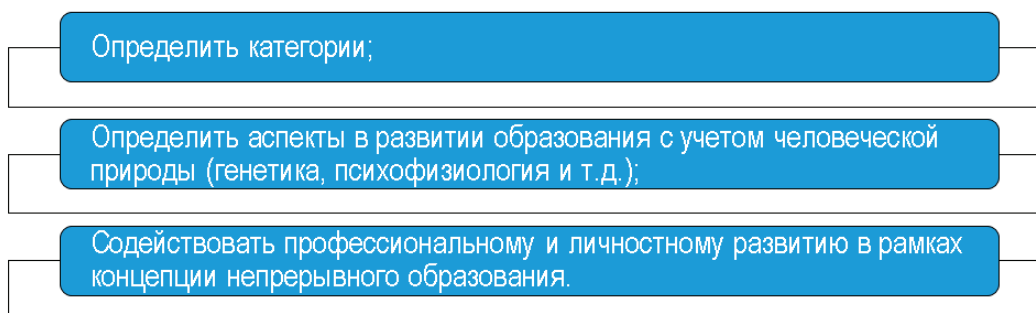 Определить категории;
Определить аспекты в развитии образования с учетом человеческой
природы (генетика, психофизиология и т.д.);
Содействовать профессиональному и личностному развитию в рамках
концепции непрерывного образования.